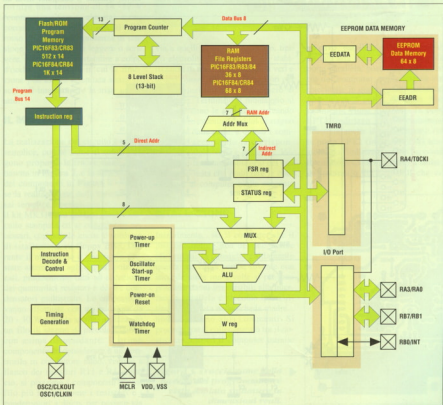 Flash/ROM
Program
Memory
PIC16F83/CR83
512 x 14
PIC16F84/CR84
1K x 14
13
Program Counter
Data Bus 8
8 Level Stack
(13-bit)
RAM
File Registers
PIC16F83/CR83/84
36 x 8
PIC16F84/CR84
68 x 8
EEPROM DATA MEMORY
EEDATA
EEPROM
Data Memory
64 x 8
EEADR
Program
Bus 14
Instruction reg
7
RAM Addr
Addr Mux
5
Direct Addr
7
Indirect
Addr
FSR reg
STATUS reg
TMR0
RA4/T0CKI
8
MUX
I/O Port
Power-up
Timer
Instruction
Decode &
Control
Oscillator
Start-up
Timer
ALU
Power-on
Reset
RA3/RA0
Timing
Generation
Watchdog
Timer
W reg
RB7/RB1
RB0/INT
OSC2/CLKOUT
OSC1/CLKIN
MCLR
VDD, VSS